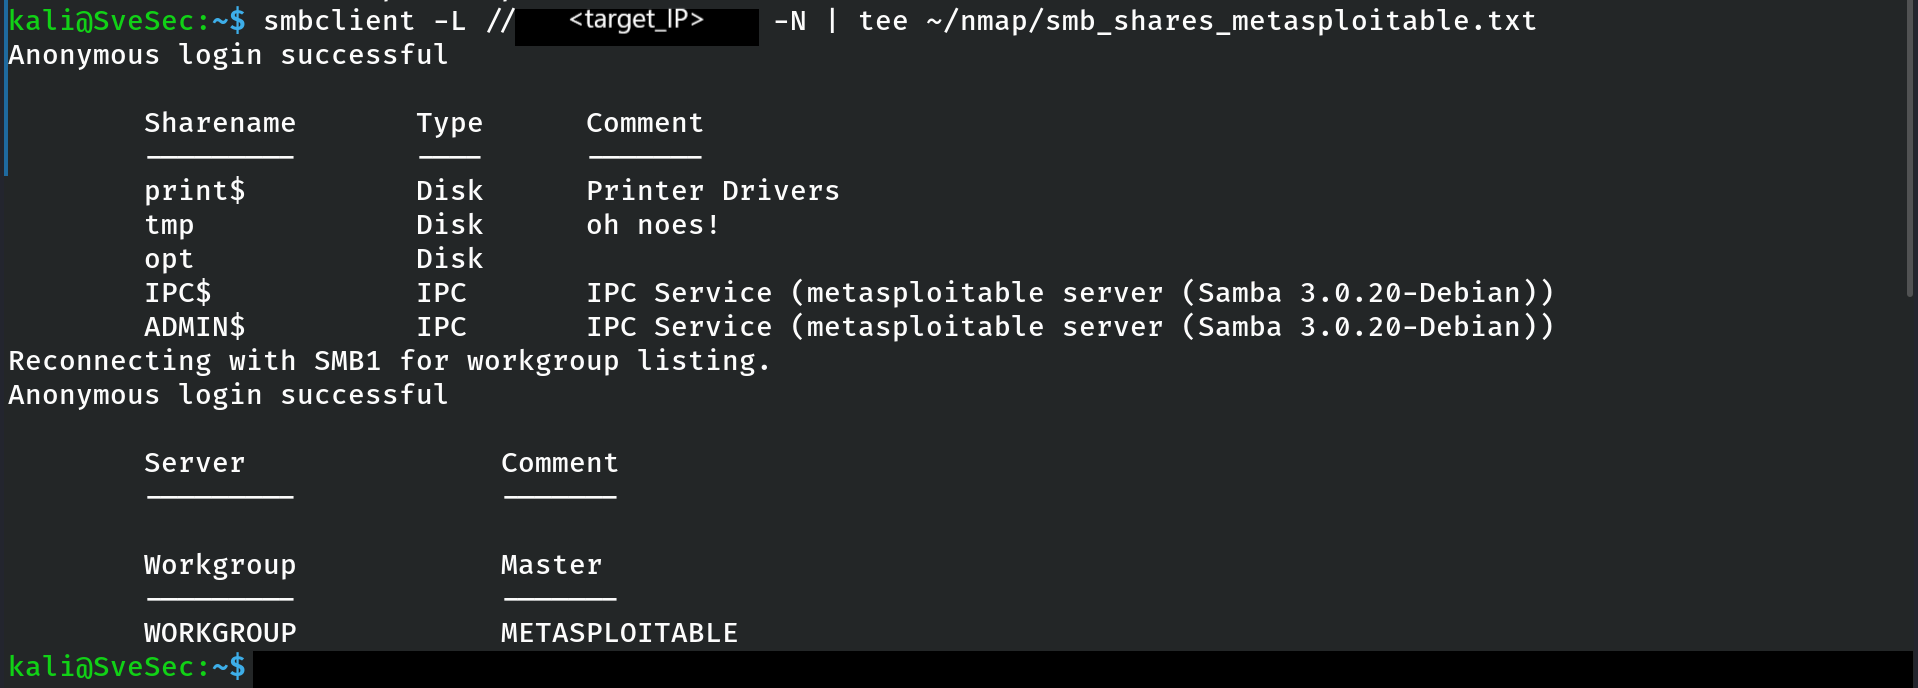 kali@SveSec:~$ smbclient -L //<target_IP> -N | tee ~/nmap/smb_shares_metasploitable.txt
Anonymous login successful
Sharename Type Comment
--------- ---- -------
print$ Disk Printer Drivers
tmp Disk oh noes!
opt Disk
IPC$ IPC IPC Service (metasploitable server (Samba 3.0.20-Debian))
ADMIN$ IPC IPC Service (metasploitable server (Samba 3.0.20-Debian))
Reconnecting with SMB1 for workgroup listing.
Anonymous login successful
Server Comment
--------- -------
Workgroup Master
--------- -------
WORKGROUP METASPLOITABLE
kali@SveSec:~$